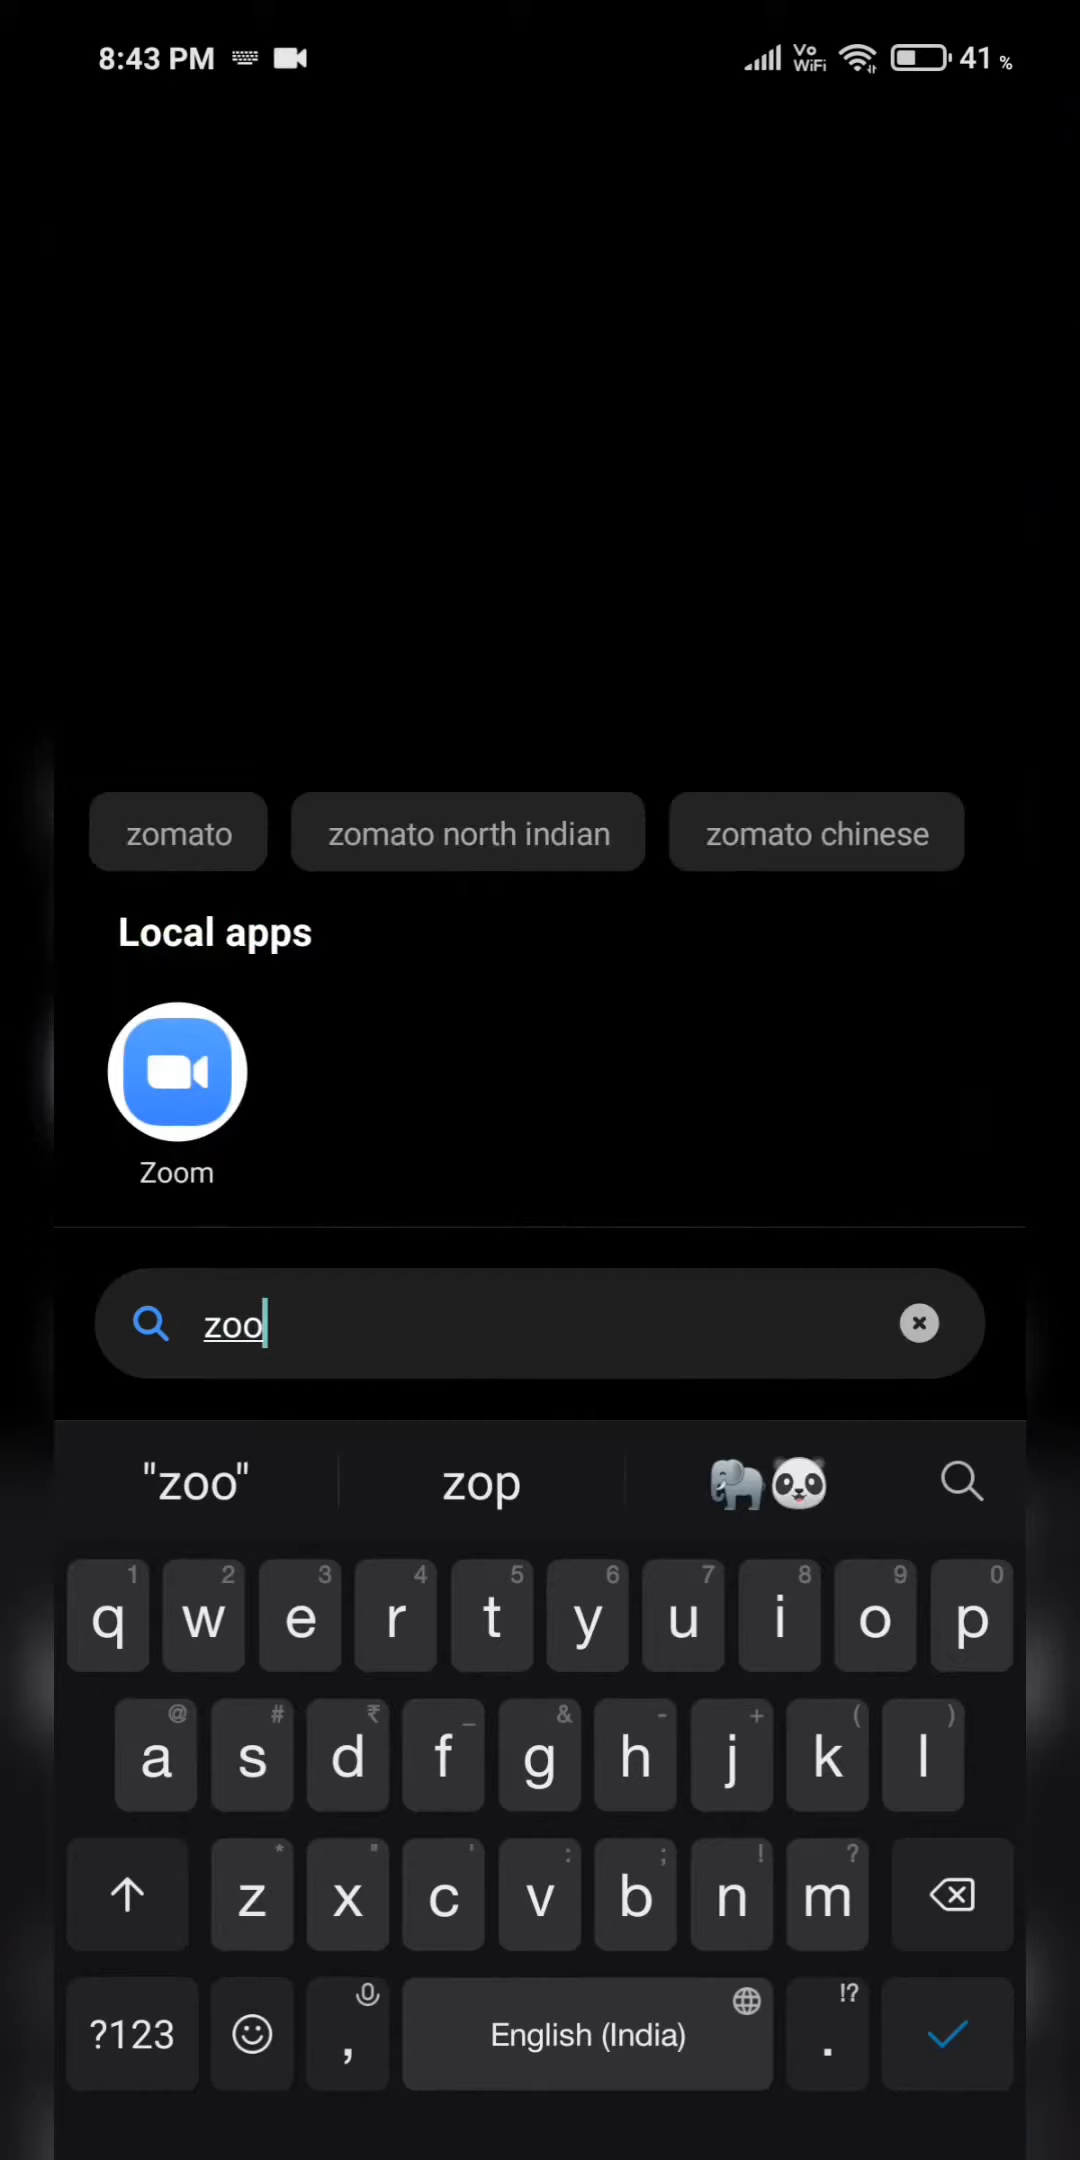 8:43 PM Vo WiFi 41 %
zomato zomato north indian zomato chinese
Local apps
Zoom
zoo
"zoo" zop
1 2 3 4 5 6 7 8 9 0
q w e r t y u i o p
@ # ₹ _ & - + ( )
a s d f g h j k l
* " ' : ; ! ?
z x c v b n m
!?
?123 , English (India) .